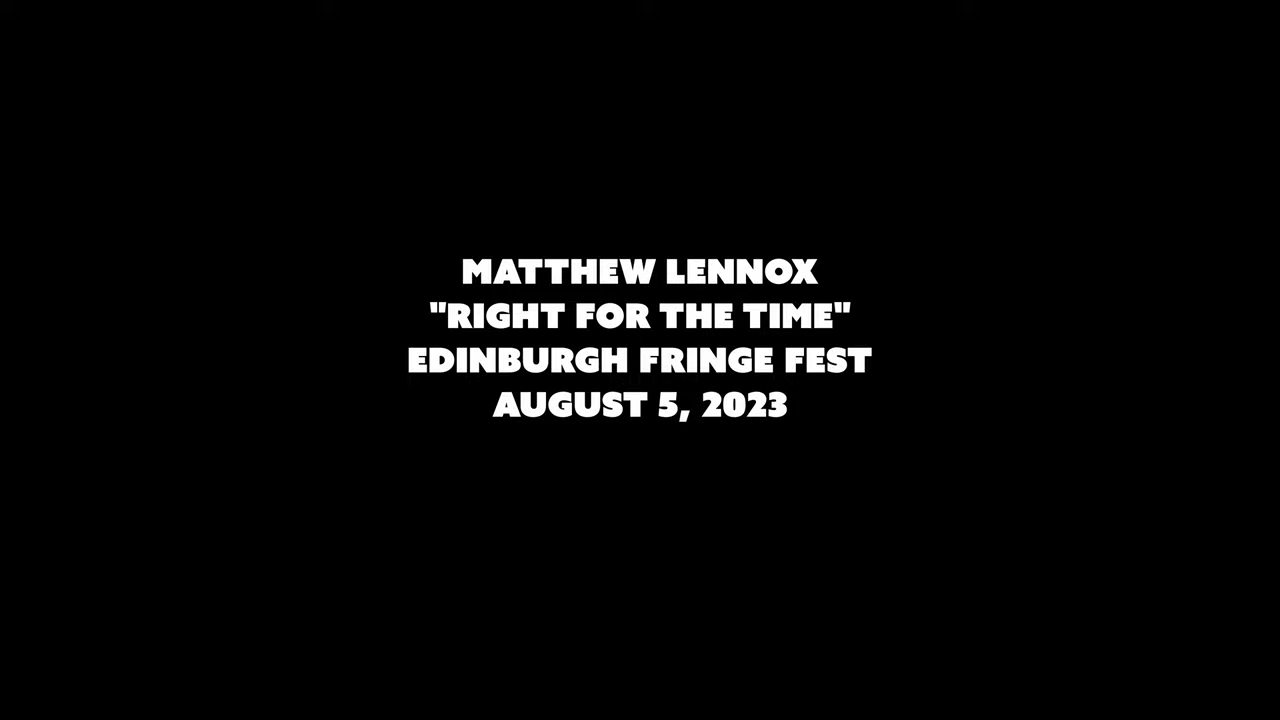 MATTHEW LENNOX
"RIGHT FOR THE TIME"
EDINBURGH FRINGE FEST
AUGUST 5, 2023